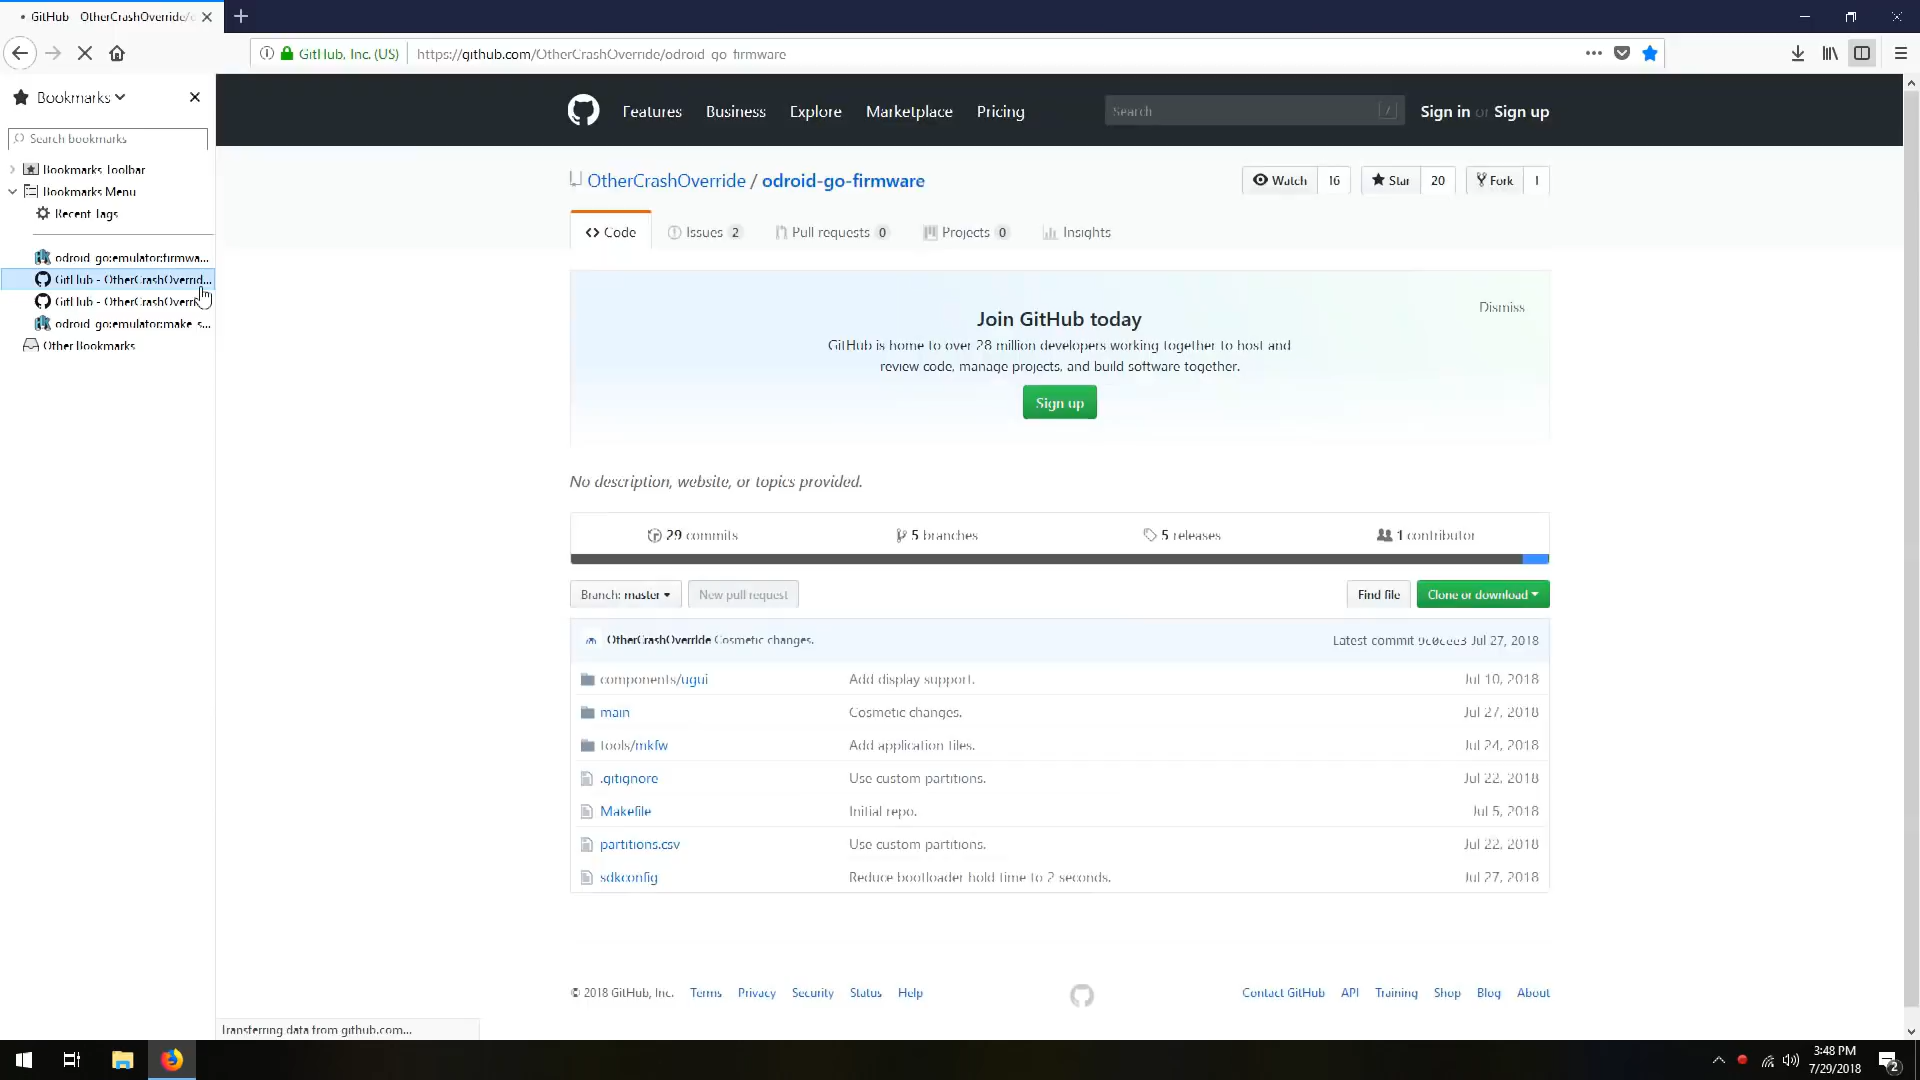 GitHub OtherCrashOverride/o
GitHub, Inc. (US) https://github.com/OtherCrashOverride/odroid-go-firmware
Bookmarks
Search bookmarks
Bookmarks Toolbar
Bookmarks Menu
Recent Tags
odroid_go:emulator:firmwa...
GitHub - OtherCrashOverrid...
GitHub - OtherCrashOverri
odroid_go:emulator:make_s...
Other Bookmarks
Features Business Explore Marketplace Pricing Search / Sign in or Sign up
OtherCrashOverride / odroid-go-firmware
Watch 16 Star 20 Fork 1
Code Issues 2 Pull requests 0 Projects 0 Insights
Dismiss
Join GitHub today
GitHub is home to over 28 million developers working together to host and
review code, manage projects, and build software together.
Sign up
No description, website, or topics provided.
29 commits 5 branches 5 releases 1 contributor
Branch: master New pull request Find file Clone or download
OtherCrashOverride Cosmetic changes. Latest commit 9c0cee3 Jul 27, 2018
components/ugui Add display support. Jul 10, 2018
main Cosmetic changes. Jul 27, 2018
tools/mkfw Add application files. Jul 24, 2018
.gitignore Use custom partitions. Jul 22, 2018
Makefile Initial repo. Jul 5, 2018
partitions.csv Use custom partitions. Jul 22, 2018
sdkconfig Reduce bootloader hold time to 2 seconds. Jul 27, 2018
© 2018 GitHub, Inc. Terms Privacy Security Status Help Contact GitHub API Training Shop Blog About
Transferring data from github.com...
3:48 PM
7/29/2018
2